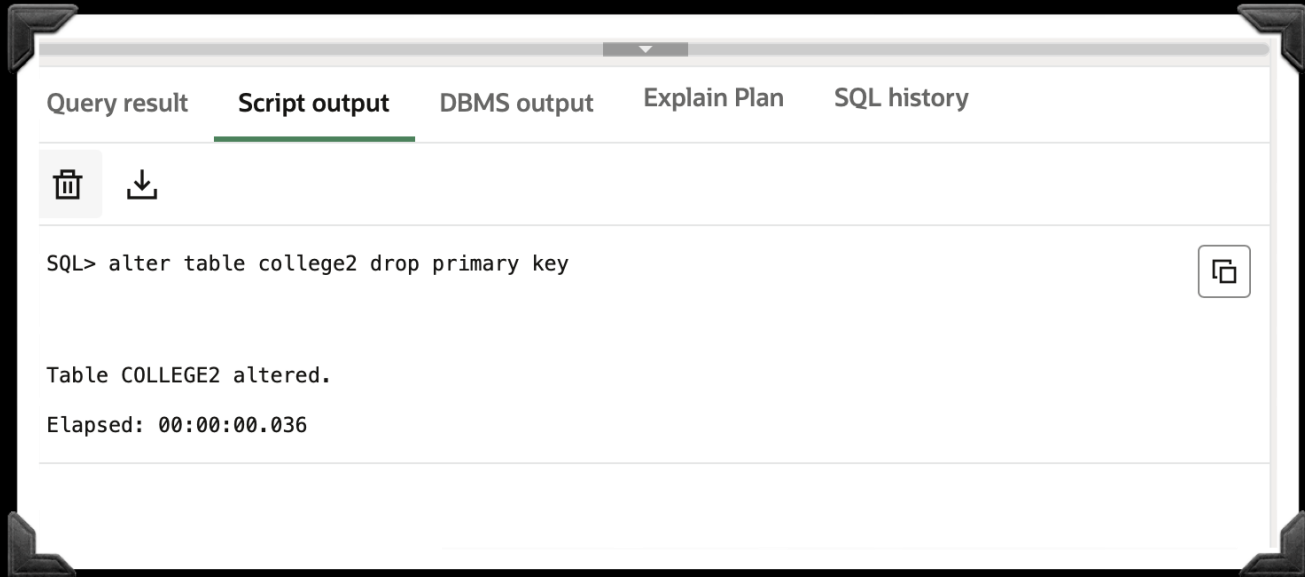 Query result Script output DBMS output Explain Plan SQL history
SQL> alter table college2 drop primary key
Table COLLEGE2 altered.
Elapsed: 00:00:00.036